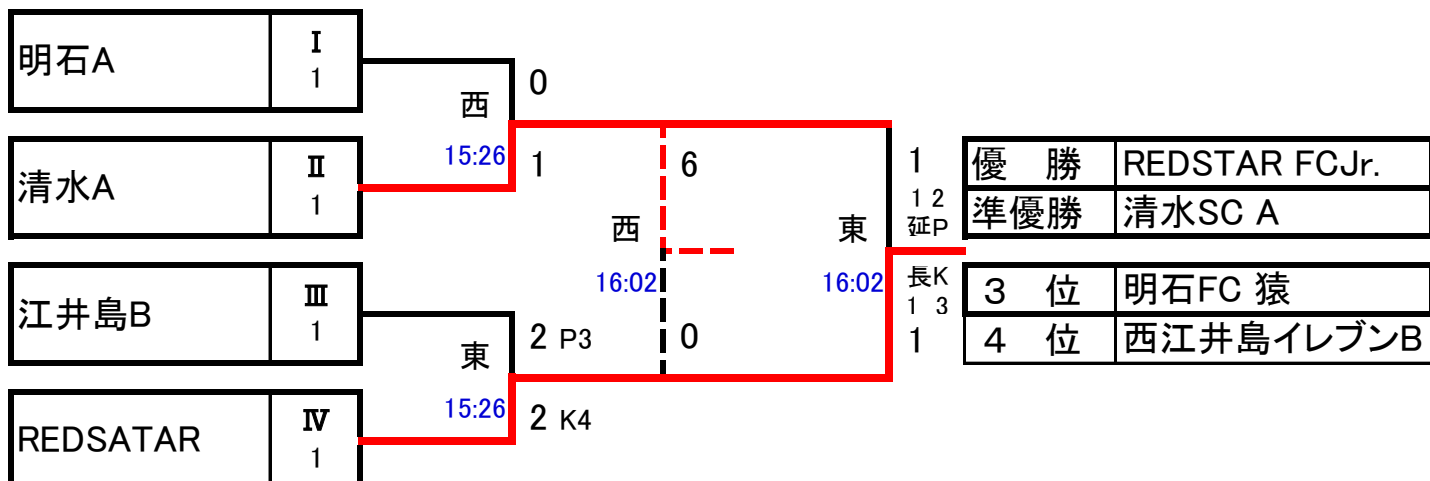 明石A
Ⅰ
1
清水A
Ⅱ
1
江井島B
Ⅲ
1
REDSATAR
Ⅳ
1
西
15:26
0
1
東
15:26
2 P3
2 K4
西
16:02
6
0
東
16:02
1
1 2
延P
長K
1 3
1
優 勝 REDSTAR FCJr.
準優勝 清水SC A
3 位 明石FC 猿
4 位 西江井島イレブンB